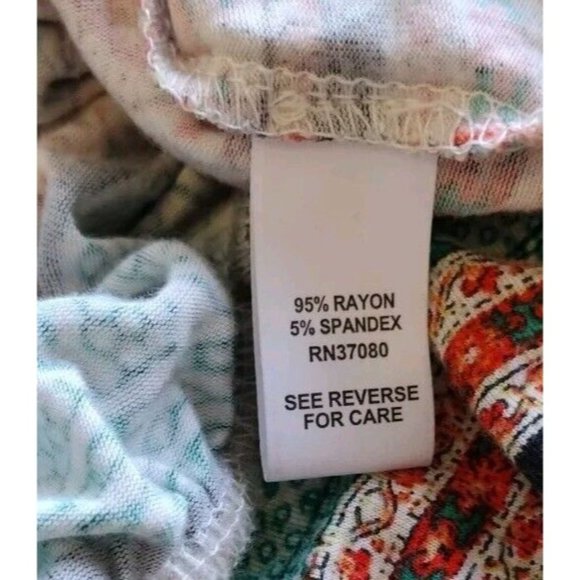 95% RAYON
5% SPANDEX
RN37080
SEE REVERSE
FOR CARE